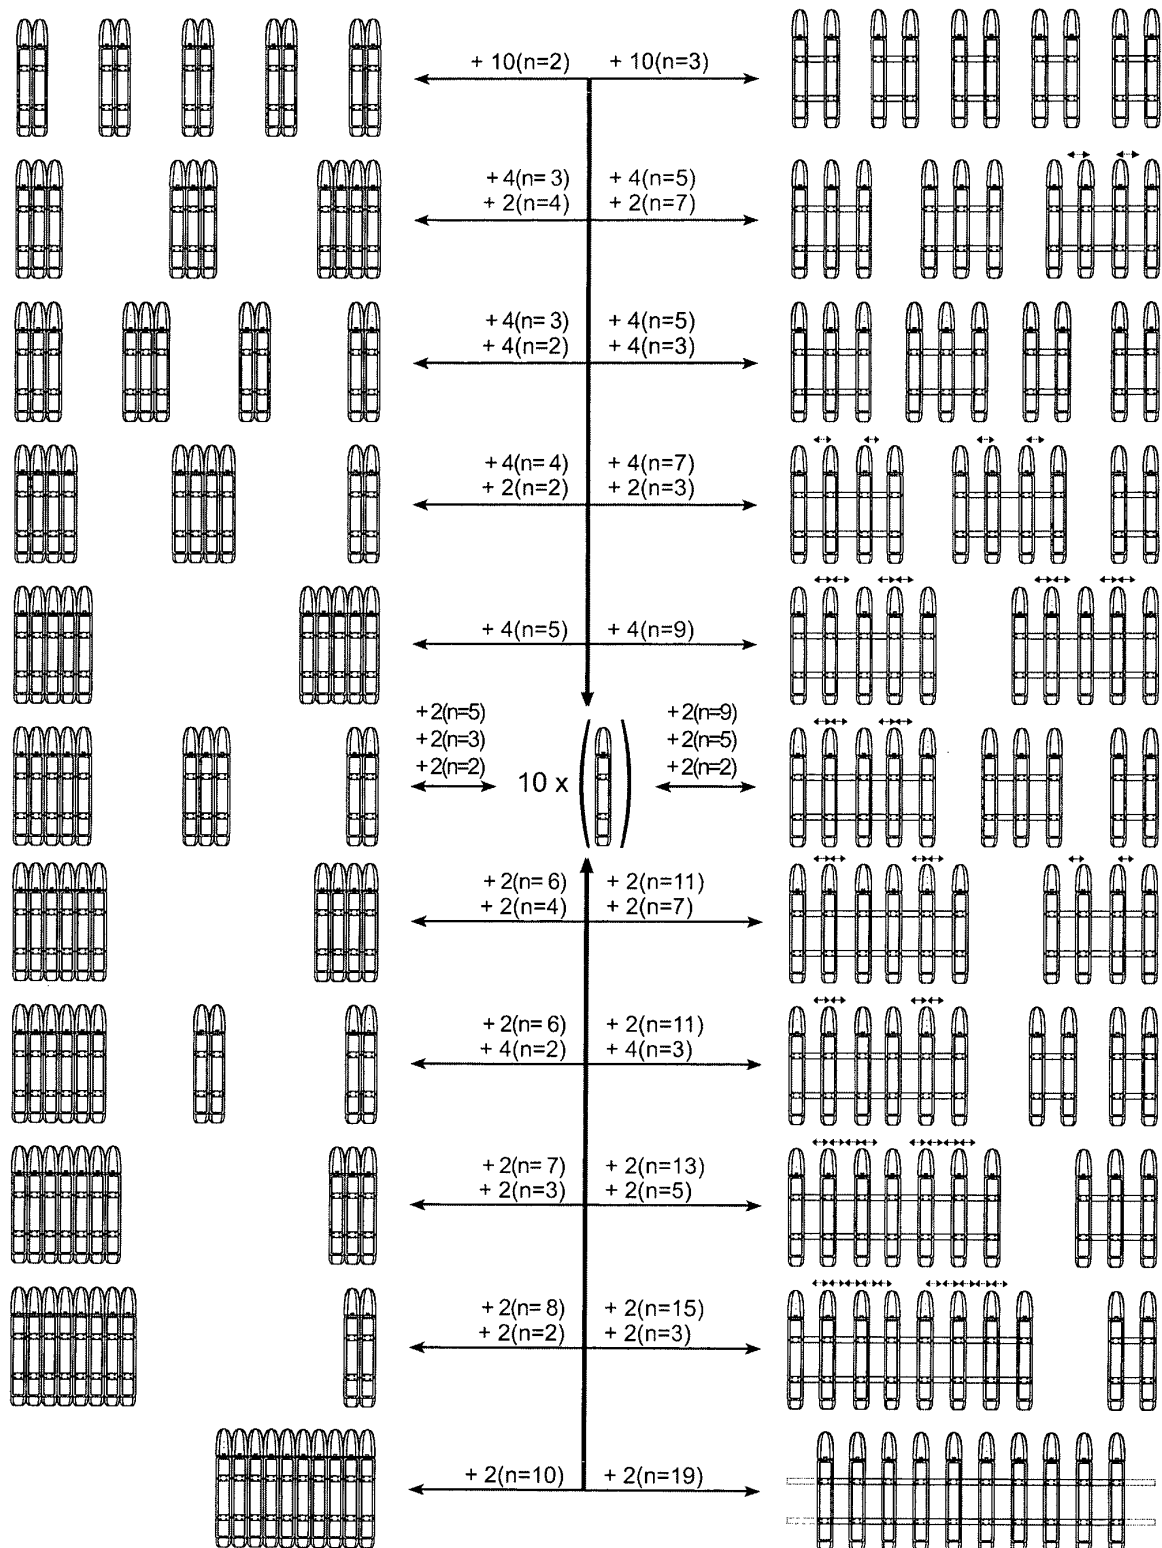 + 10(n=2) + 10(n=3)
+ 4(n= 3) + 4(n=5)
+ 2(n=4) + 2(n=7)
+ 4(n= 3) + 4(n=5)
+ 4(n=2) + 4(n=3)
+ 4(n= 4) + 4(n=7)
+ 2(n=2) + 2(n=3)
+ 4(n=5) + 4(n=9)
+2(n=5) +2(n=9)
+2(n=3) +2(n=5)
+2(n=2) +2(n=2)
10 x
+ 2(n= 6) + 2(n=11)
+ 2(n=4) + 2(n=7)
+ 2(n= 6) + 2(n=11)
+ 4(n=2) + 4(n=3)
+ 2(n= 7) + 2(n=13)
+ 2(n=3) + 2(n=5)
+ 2(n= 8) + 2(n=15)
+ 2(n=2) + 2(n=3)
+ 2(n=10) + 2(n=19)